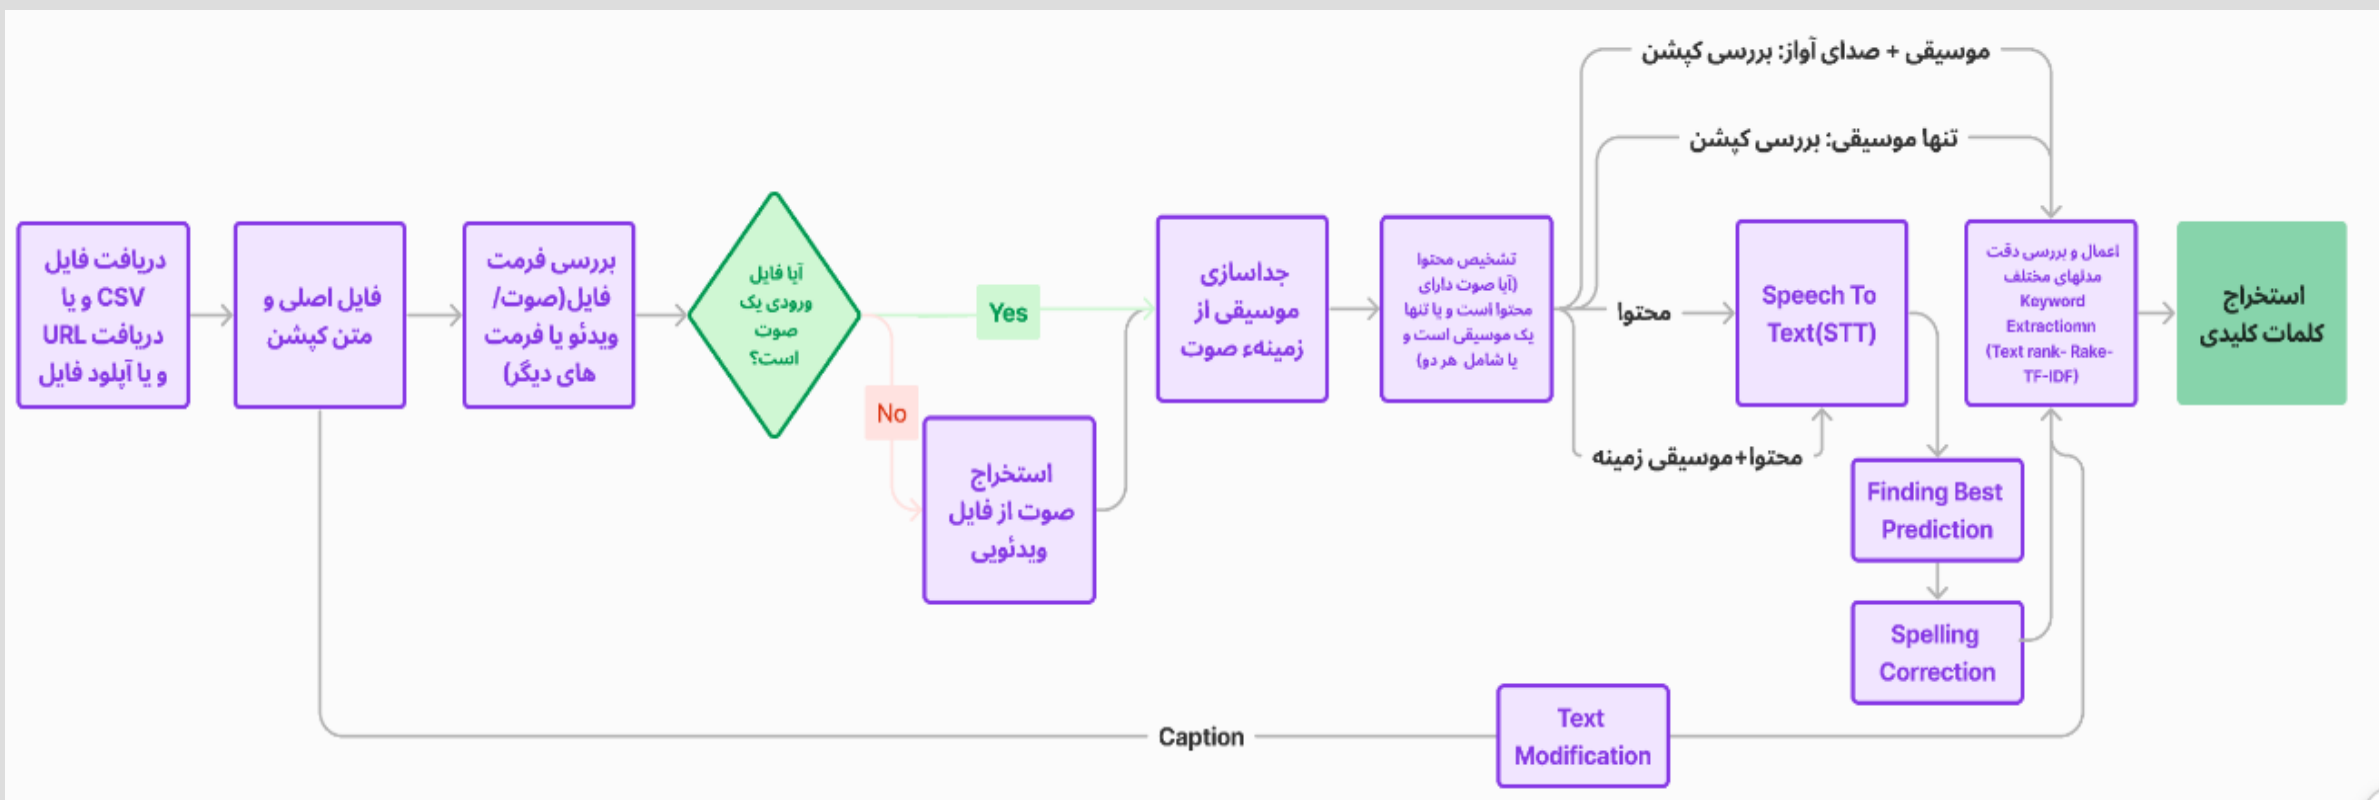 دریافت فایل
CSV و یا
دریافت URL
و یا آپلود فایل
فایل اصلی و
متن کپشن
بررسی فرمت
فایل(صوت/
ویدئو یا فرمت
های دیگر)
آیا فایل
ورودی یک
صوت
است؟
Yes
No
استخراج
صوت از فایل
ویدئویی
جداسازی
موسیقی از
زمینهء صوت
تشخیص محتوا
(آیا صوت دارای
محتوا است و یا تنها
یک موسیقی است و
یا شامل هر دو)
موسیقی + صدای آواز: بررسی کپشن
تنها موسیقی: بررسی کپشن
محتوا
محتوا+موسیقی زمینه
Speech To
Text(STT)
Finding Best
Prediction
Spelling
Correction
Caption
Text
Modification
اعمال و بررسی دقت
مدلهای مختلف
Keyword
Extractiomn
(Text rank- Rake-
TF-IDF)
استخراج
کلمات کلیدی